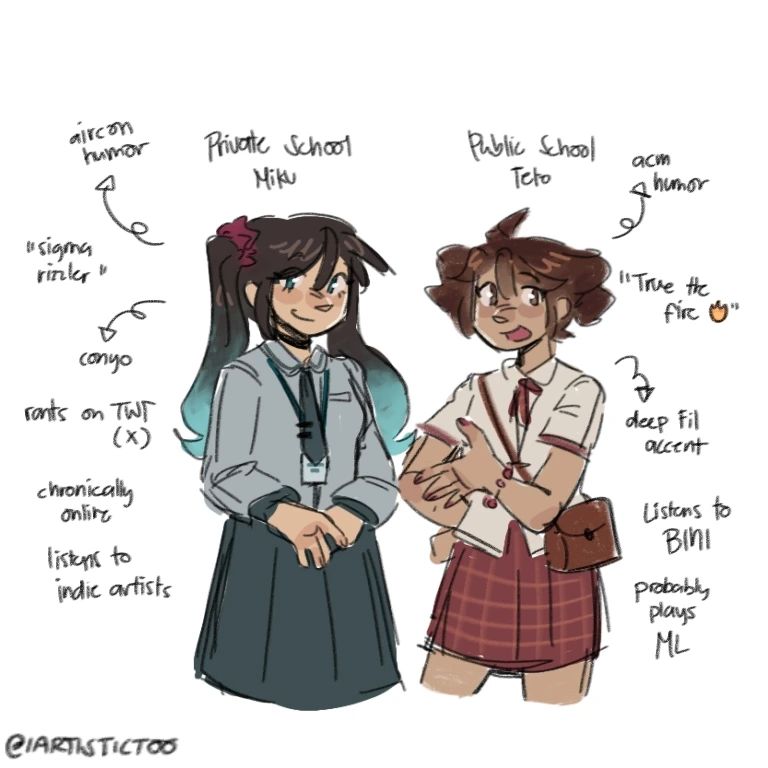 aircon
humor
"sigma
rizzler"
conyo
rants on TWT
(X)
chronically
online
listens to
indie artists
Private School
Miku
Public School
Teto
acm
humor
"True the
fire 🔥"
deep Fil
accent
Listens to
BINI
probably
plays
ML
@IARTISTICTOO